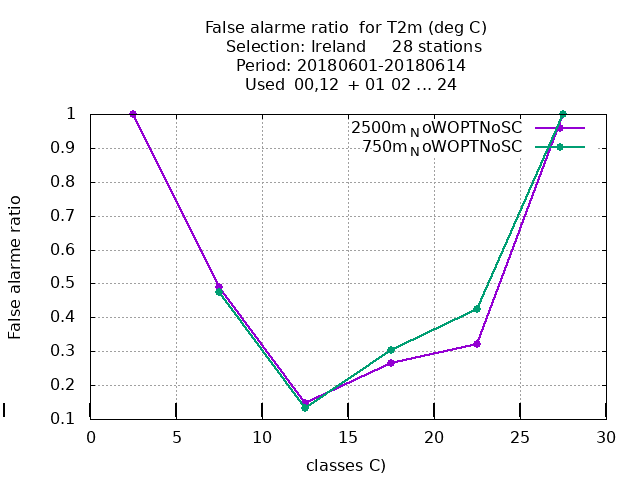 False alarme ratio  for T2m (deg C)
Selection: Ireland     28 stations
Period: 20180601-20180614
Used  00,12  + 01 02 ... 24
2500m_NoWOPTNoSC
750m_NoWOPTNoSC
False alarme ratio
1
0.9
0.8
0.7
0.6
0.5
0.4
0.3
0.2
0.1
0 5 10 15 20 25 30
classes C)